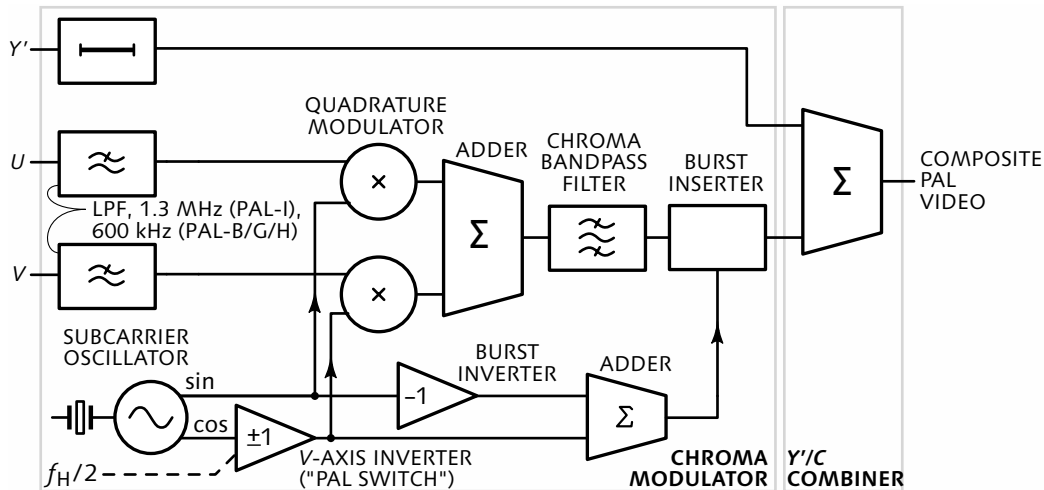 Y'
QUADRATURE
MODULATOR
×
ADDER
Σ
CHROMA
BANDPASS
FILTER
BURST
INSERTER
Σ
COMPOSITE
PAL
VIDEO
U
LPF, 1.3 MHz (PAL-I),
600 kHz (PAL-B/G/H)
V
×
SUBCARRIER
OSCILLATOR
sin
cos
±1
fH/2
–1
BURST
INVERTER
ADDER
Σ
V-AXIS INVERTER
("PAL SWITCH")
CHROMA
MODULATOR
Y'/C
COMBINER